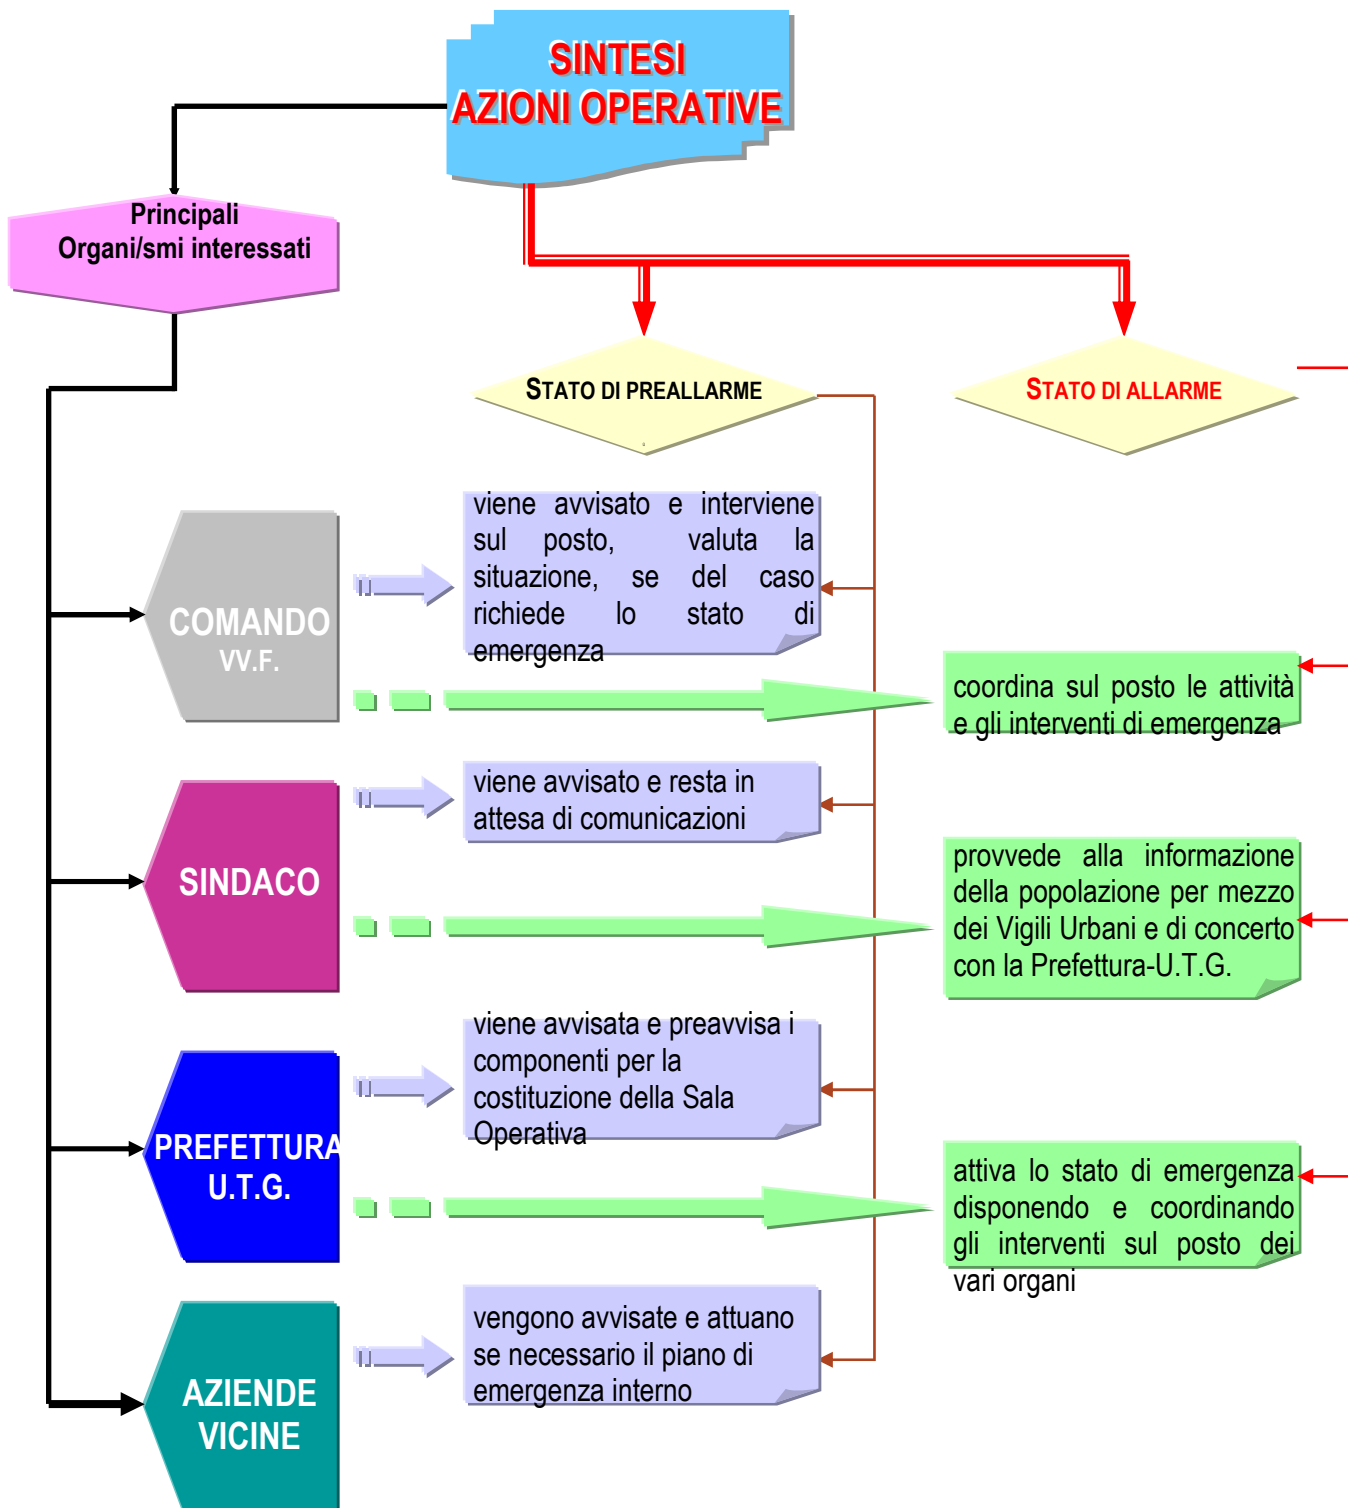 SINTESI
AZIONI OPERATIVE
Principali
Organi/smi interessati
STATO DI PREALLARME
STATO DI ALLARME
COMANDO
VV.F.
viene avvisato e interviene
sul posto, valuta la
situazione, se del caso
richiede lo stato di
emergenza
coordina sul posto le attività
e gli interventi di emergenza
SINDACO
viene avvisato e resta in
attesa di comunicazioni
provvede alla informazione
della popolazione per mezzo
dei Vigili Urbani e di concerto
con la Prefettura-U.T.G.
PREFETTURA
U.T.G.
viene avvisata e preavvisa i
componenti per la
costituzione della Sala
Operativa
attiva lo stato di emergenza
disponendo e coordinando
gli interventi sul posto dei
vari organi
AZIENDE
VICINE
vengono avvisate e attuano
se necessario il piano di
emergenza interno